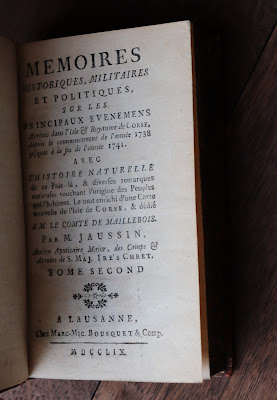 MEMOIRES
HISTORIQUES, MILITAIRES
ET POLITIQUES,
SUR LES
PRINCIPAUX EVENEMENS
Arrivés dans l'Isle & Royaume de CORSE,
depuis le commencement de l'année 1738
jusques à la fin de l'année 1741.
AVEC
L'HISTOIRE NATURELLE
de ce Païs-là, & diverses remarques
curieuses touchant l'origine des Peuples
qui l'habitent. Le tout enrichi d'une Carte
nouvelle de l'Isle de CORSE, & dédié
A M. LE COMTE DE MAILLEBOIS.
PAR M. JAUSSIN,
Ancien Apoticaire Major, des Camps &
Armées de S. MAJ. TRE'S CHRET.
TOME SECOND
A LAUSANNE,
Chez MARC-MIC. BOUSQUET & Comp.
MDCCLIX.